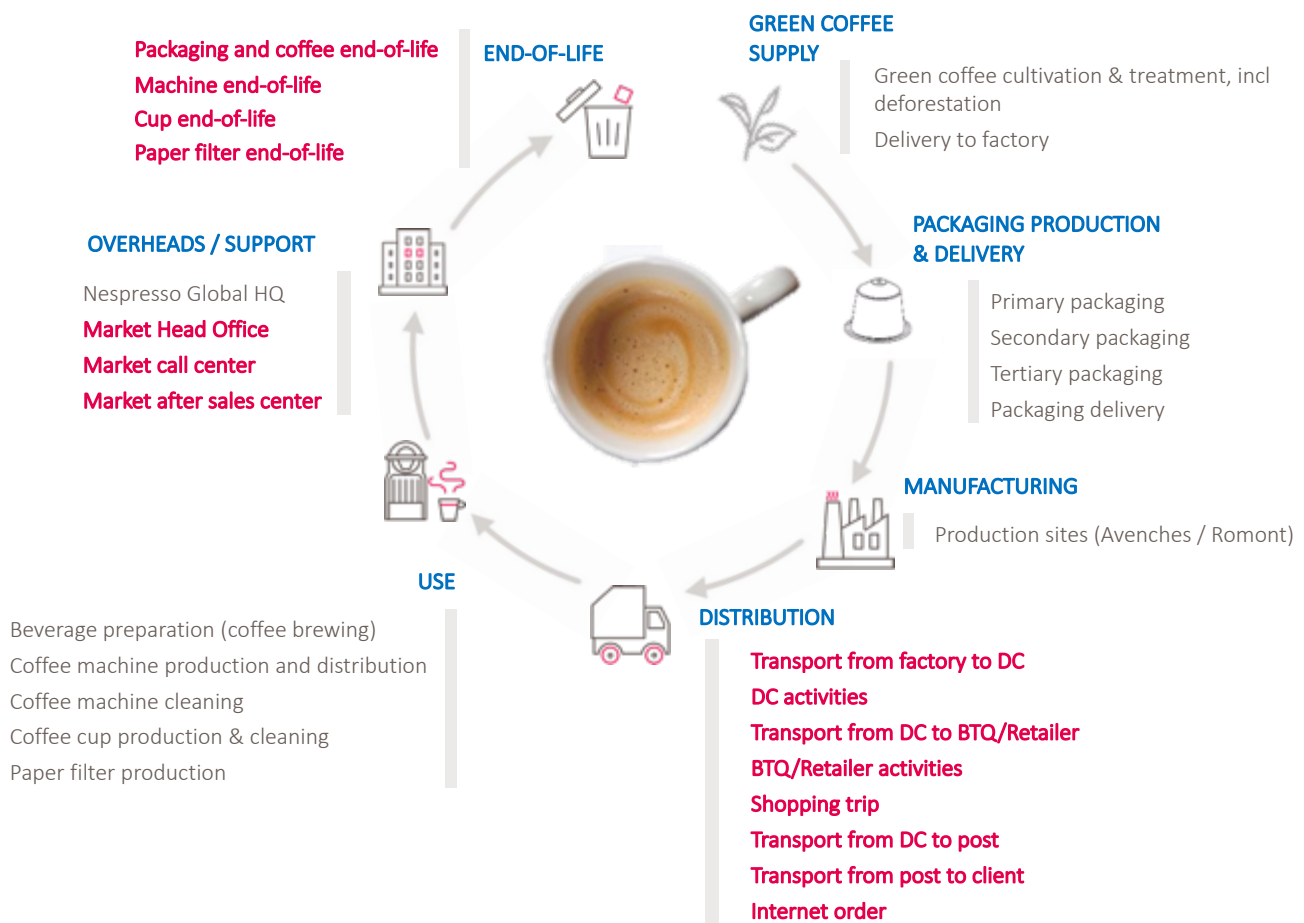 GREEN COFFEE
SUPPLY
Green coffee cultivation & treatment, incl
deforestation
Delivery to factory
PACKAGING PRODUCTION
& DELIVERY
Primary packaging
Secondary packaging
Tertiary packaging
Packaging delivery
MANUFACTURING
Production sites (Avenches / Romont)
DISTRIBUTION
Transport from factory to DC
DC activities
Transport from DC to BTQ/Retailer
BTQ/Retailer activities
Shopping trip
Transport from DC to post
Transport from post to client
Internet order
USE
Beverage preparation (coffee brewing)
Coffee machine production and distribution
Coffee machine cleaning
Coffee cup production & cleaning
Paper filter production
OVERHEADS / SUPPORT
Nespresso Global HQ
Market Head Office
Market call center
Market after sales center
END-OF-LIFE
Packaging and coffee end-of-life
Machine end-of-life
Cup end-of-life
Paper filter end-of-life